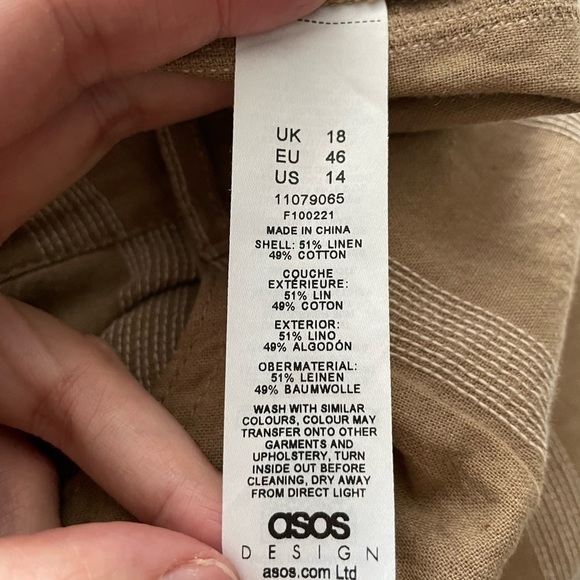 UK 18
EU 46
US 14
11079065
F100221
MADE IN CHINA
SHELL: 51% LINEN
49% COTTON
COUCHE
EXTÉRIEURE:
51% LIN
49% COTON
EXTERIOR:
51% LINO
49% ALGODÓN
OBERMATERIAL:
51% LEINEN
49% BAUMWOLLE
WASH WITH SIMILAR
COLOURS, COLOUR MAY
TRANSFER ONTO OTHER
GARMENTS AND
UPHOLSTERY, TURN
INSIDE OUT BEFORE
CLEANING, DRY AWAY
FROM DIRECT LIGHT
asos
DESIGN
asos.com Ltd